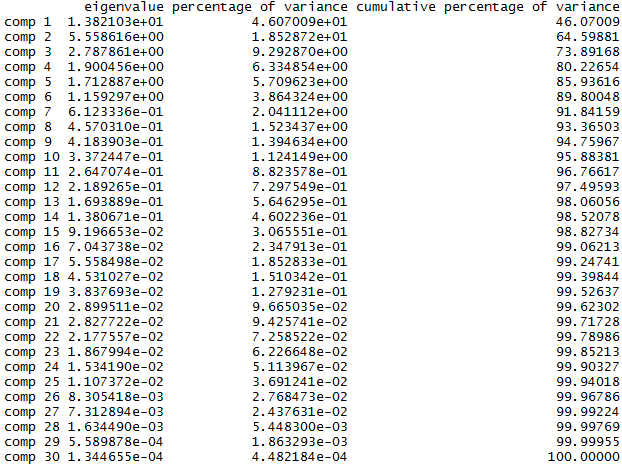 eigenvalue percentage of variance cumulative percentage of variance
comp 1 1.382103e+01 4.607009e+01 46.07009
comp 2 5.558616e+00 1.852872e+01 64.59881
comp 3 2.787861e+00 9.292870e+00 73.89168
comp 4 1.900456e+00 6.334854e+00 80.22654
comp 5 1.712887e+00 5.709623e+00 85.93616
comp 6 1.159297e+00 3.864324e+00 89.80048
comp 7 6.123336e-01 2.041112e+00 91.84159
comp 8 4.570310e-01 1.523437e+00 93.36503
comp 9 4.183903e-01 1.394634e+00 94.75967
comp 10 3.372447e-01 1.124149e+00 95.88381
comp 11 2.647074e-01 8.823578e-01 96.76617
comp 12 2.189265e-01 7.297549e-01 97.49593
comp 13 1.693889e-01 5.646295e-01 98.06056
comp 14 1.380671e-01 4.602236e-01 98.52078
comp 15 9.196653e-02 3.065551e-01 98.82734
comp 16 7.043738e-02 2.347913e-01 99.06213
comp 17 5.558498e-02 1.852833e-01 99.24741
comp 18 4.531027e-02 1.510342e-01 99.39844
comp 19 3.837693e-02 1.279231e-01 99.52637
comp 20 2.899511e-02 9.665035e-02 99.62302
comp 21 2.827722e-02 9.425741e-02 99.71728
comp 22 2.177557e-02 7.258522e-02 99.78986
comp 23 1.867994e-02 6.226648e-02 99.85213
comp 24 1.534190e-02 5.113967e-02 99.90327
comp 25 1.107372e-02 3.691241e-02 99.94018
comp 26 8.305418e-03 2.768473e-02 99.96786
comp 27 7.312894e-03 2.437631e-02 99.99224
comp 28 1.634490e-03 5.448300e-03 99.99769
comp 29 5.589878e-04 1.863293e-03 99.99955
comp 30 1.344655e-04 4.482184e-04 100.00000